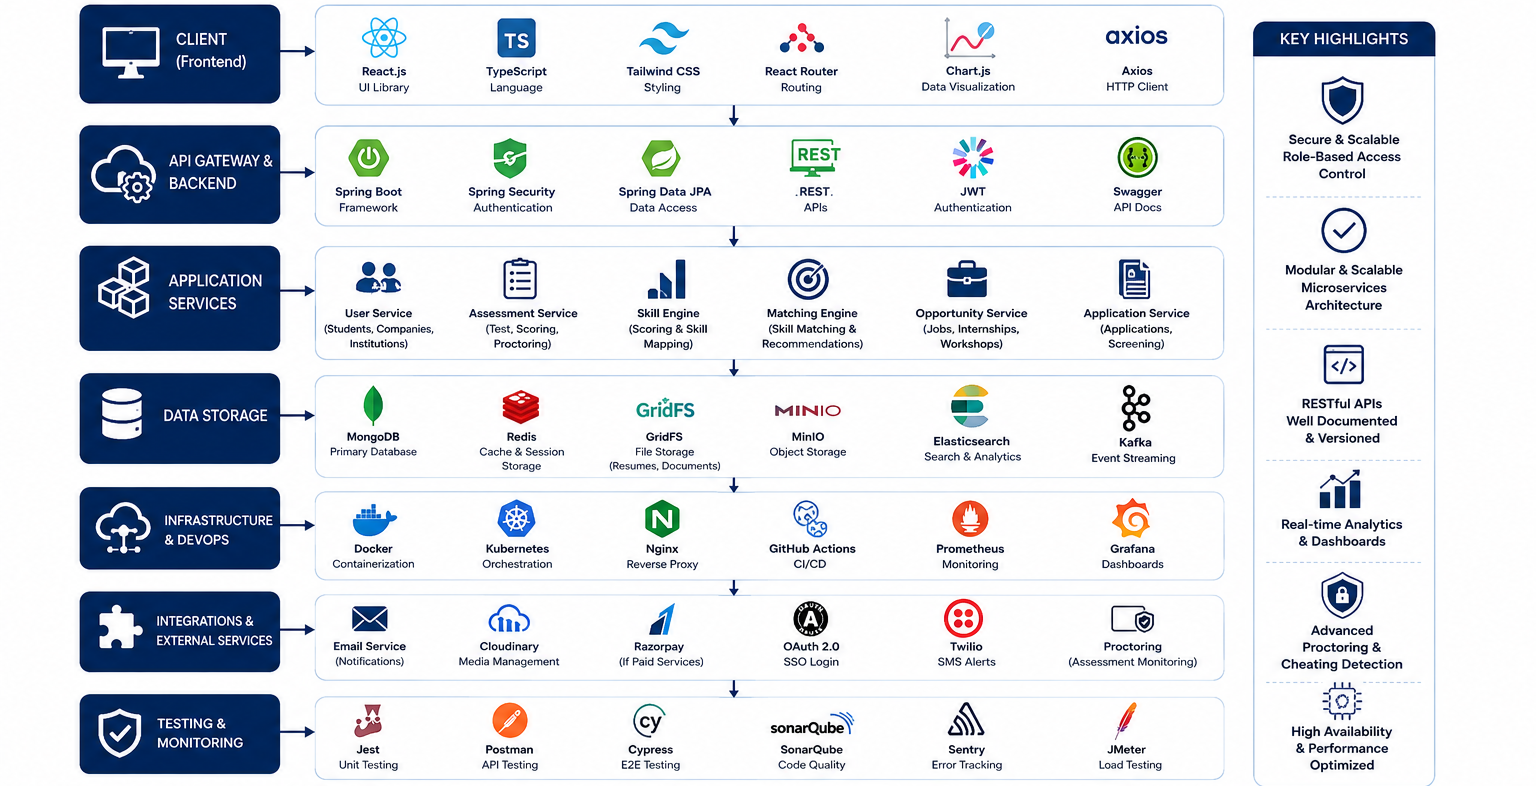 CLIENT
(Frontend)
React.js
UI Library
TS
TypeScript
Language
Tailwind CSS
Styling
React Router
Routing
Chart.js
Data Visualization
axios
Axios
HTTP Client
API GATEWAY &
BACKEND
Spring Boot
Framework
Spring Security
Authentication
Spring Data JPA
Data Access
REST
.REST.
APIs
JWT
Authentization
Swagger
API Docs
APPLICATION
SERVICES
User Service
(Students, Companies,
Institutions)
Assessment Service
(Test, Scoring,
Proctoring)
Skill Engine
(Scoring & Skill
Mapping)
Matching Engine
(Skill Matching &
Recommendations)
Opportunity Service
(Jobs, Internships,
Workshops)
Application Service
(Applications,
Screening)
DATA STORAGE
MongoDB
Primary Database
Redis
Cache & Session
Storage
GridFS
GridFS
File Storage
(Resumes, Documents)
MINIO
MinIO
Object Storage
Elasticsearch
Search & Analytics
Kafka
Event Streaming
INFRASTRUCTURE
& DEVOPS
Docker
Containerization
Kubernetes
Orchestration
N
Nginx
Reverse Proxy
GitHub Actions
CI/CD
Prometheus
Monitoring
Grafana
Dashboards
INTEGRATIONS &
EXTERNAL SERVICES
Email Service
(Notifications)
Cloudinary
Media Management
Razorpay
(If Paid Services)
OAUTH
A
OAuth 2.0
SSO Login
Twilio
SMS Alerts
Proctoring
(Assessment Monitoring)
TESTING &
MONITORING
Jest
Unit Testing
Postman
API Testing
cy
Cypress
E2E Testing
sonarQube
SonarQube
Code Quality
Sentry
Error Tracking
JMeter
Load Testing
KEY HIGHLIGHTS
Secure & Scalable
Role-Based Access
Control
Modular & Scalable
Microservices
Architecture
</>
RESTful APIs
Well Documented
& Versioned
Real-time Analytics
& Dashboards
Advanced
Proctoring &
Cheating Detection
High Availability
& Performance
Optimized